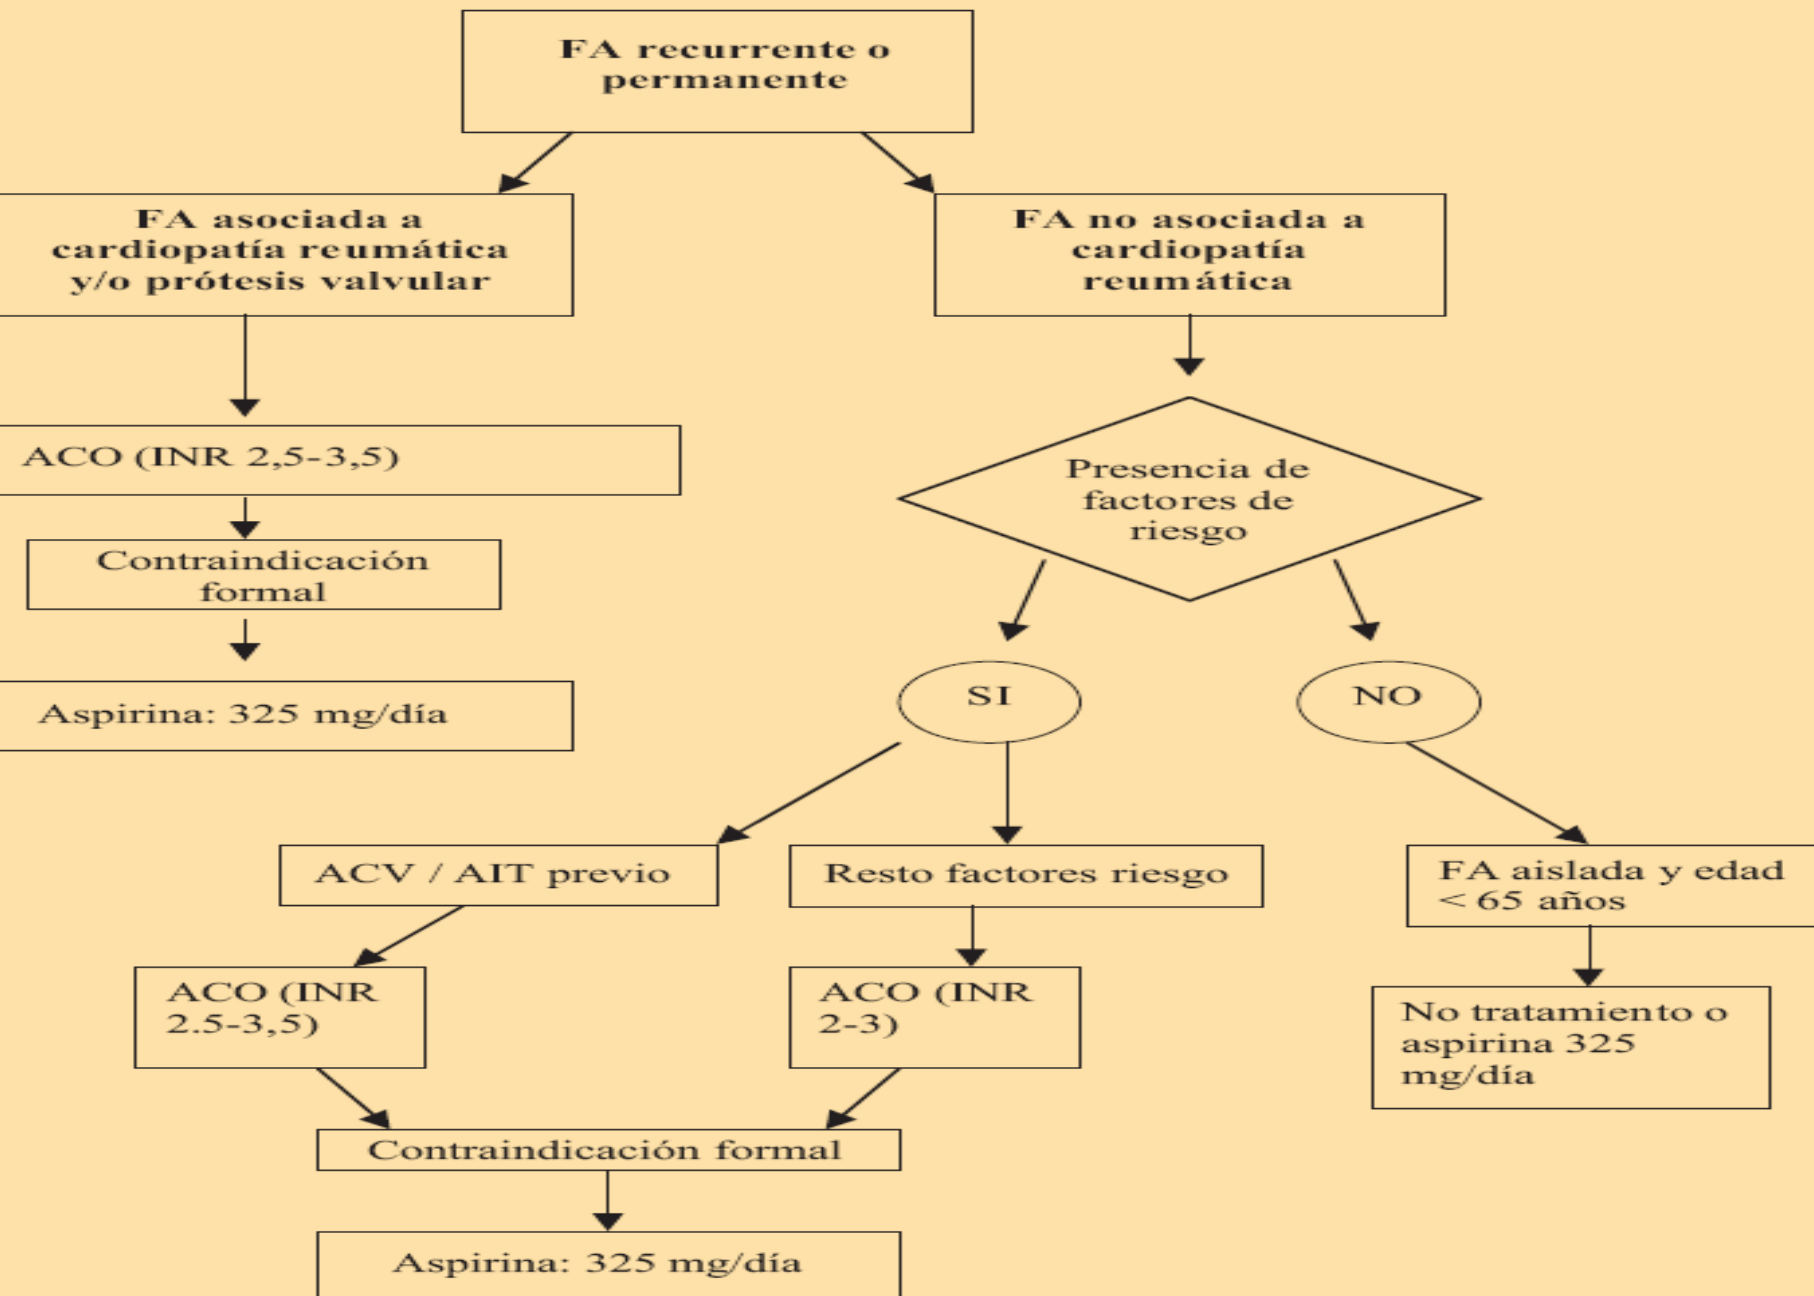 FA recurrente o
permanente
FA asociada a
cardiopatía reumática
y/o prótesis valvular
FA no asociada a
cardiopatía
reumática
ACO (INR 2,5-3,5)
Presencia de
factores de
riesgo
Contraindicación
formal
Aspirina: 325 mg/día
SI
NO
ACV / AIT previo
Resto factores riesgo
FA aislada y edad
< 65 años
ACO (INR
2.5-3,5)
ACO (INR
2-3)
No tratamiento o
aspirina 325
mg/día
Contraindicación formal
Aspirina: 325 mg/día